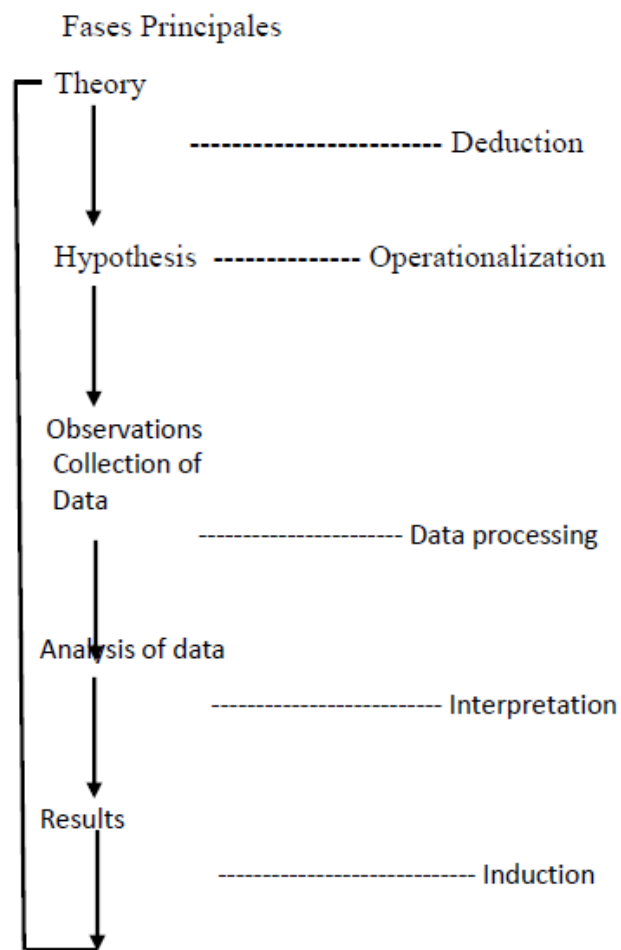 Fases Principales
Theory
------------------------ Deduction
Hypothesis -------------- Operationalization
Observations
Collection of
Data
----------------------- Data processing
Analysis of data
-------------------------- Interpretation
Results
----------------------------- Induction